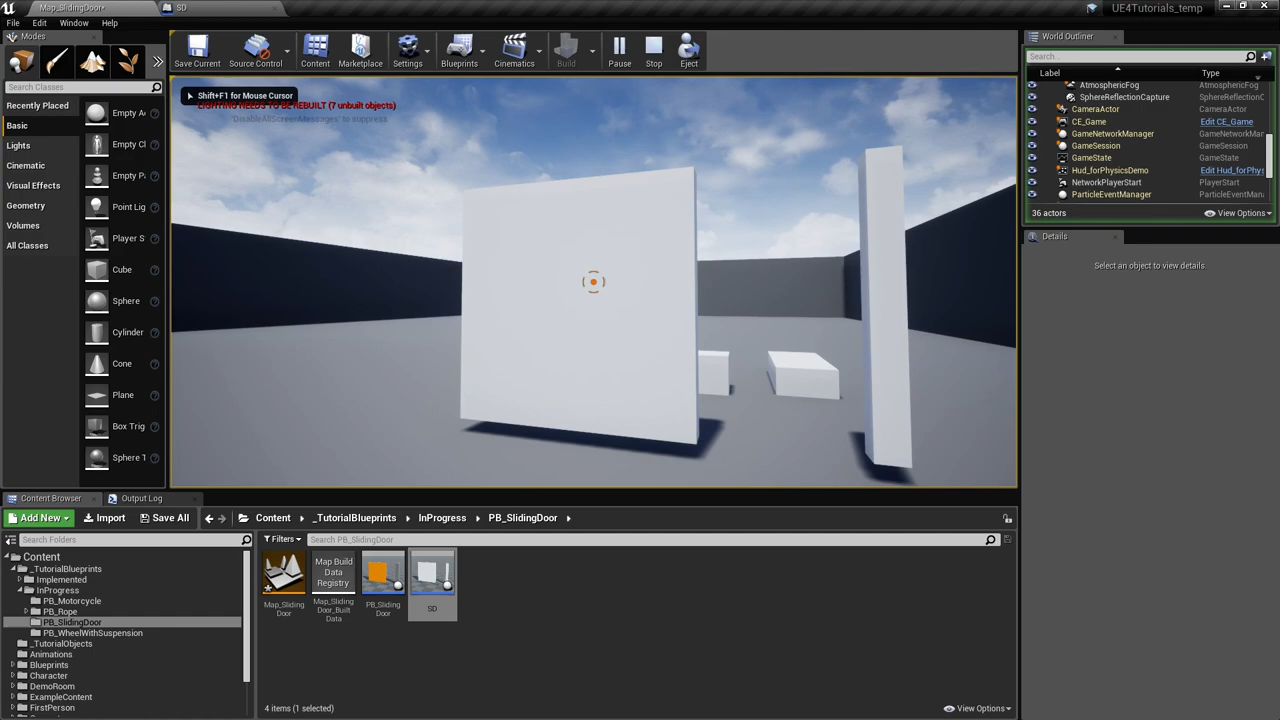 Map_SlidingDoor*
SD
UE4Tutorials_temp
File
Edit
Window
Help
Modes
Search Classes
Recently Placed
Basic
Lights
Cinematic
Visual Effects
Geometry
Volumes
All Classes
Empty A
Empty Cl
Empty P
Point Lig
Player S
Cube
Sphere
Cylinder
Cone
Plane
Box Trig
Sphere T
Save Current
Source Control
Content
Marketplace
Settings
Blueprints
Cinematics
Build
Pause
Stop
Eject
Shift+F1 for Mouse Cursor
LIGHTING NEEDS TO BE REBUILT (7 unbuilt objects)
'DisableAllScreenMessages' to suppress
World Outliner
Search...
Label
Type
AtmosphericFog
AtmosphericFog
SphereReflectionCapture
SphereReflectionC
CameraActor
CameraActor
CE_Game
Edit CE_Game
GameNetworkManager
GameNetworkMan
GameSession
GameSession
GameState
GameState
Hud_forPhysicsDemo
Edit Hud_forPhys
NetworkPlayerStart
PlayerStart
ParticleEventManager
ParticleEventMana
36 actors
View Options
Details
Select an object to view details
Content Browser
Output Log
Add New
Import
Save All
Content
_TutorialBlueprints
InProgress
PB_SlidingDoor
Search Folders
Filters
Search PB_SlidingDoor
Content
_TutorialBlueprints
Implemented
InProgress
PB_Motorcycle
PB_Rope
PB_SlidingDoor
PB_WheelWithSuspension
_TutorialObjects
Animations
Blueprints
Character
DemoRoom
ExampleContent
FirstPerson
Map Build
Data
Registry
Map_Sliding
Door
Map_Sliding
Door_Built
Data
PB_Sliding
Door
SD
4 items (1 selected)
View Options